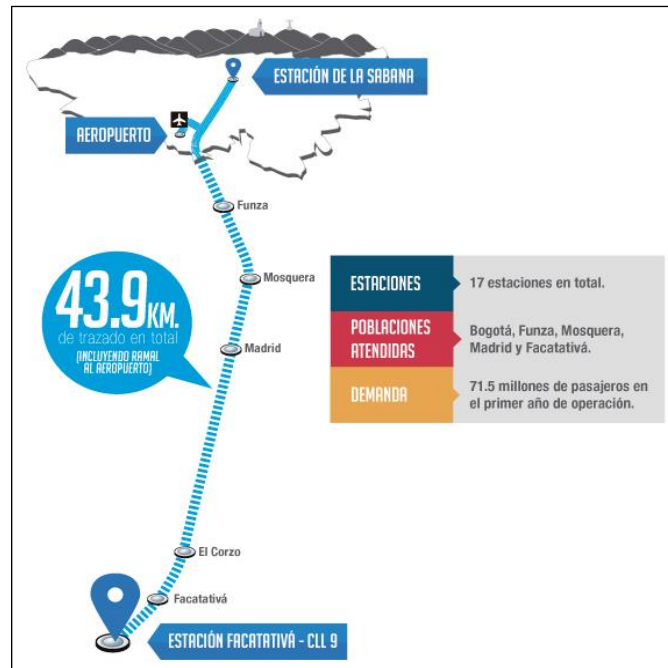 ESTACIÓN DE LA SABANA
AEROPUERTO
Funza
Mosquera
43.9 KM.
de trazado en total
(INCLUYENDO RAMAL
AL AEROPUERTO)
Madrid
ESTACIONES
17 estaciones en total.
POBLACIONES
ATENDIDAS
Bogotá, Funza, Mosquera,
Madrid y Facatativá.
DEMANDA
71.5 millones de pasajeros en
el primer año de operación.
El Corzo
Facatativá
ESTACIÓN FACATATIVÁ - CLL 9